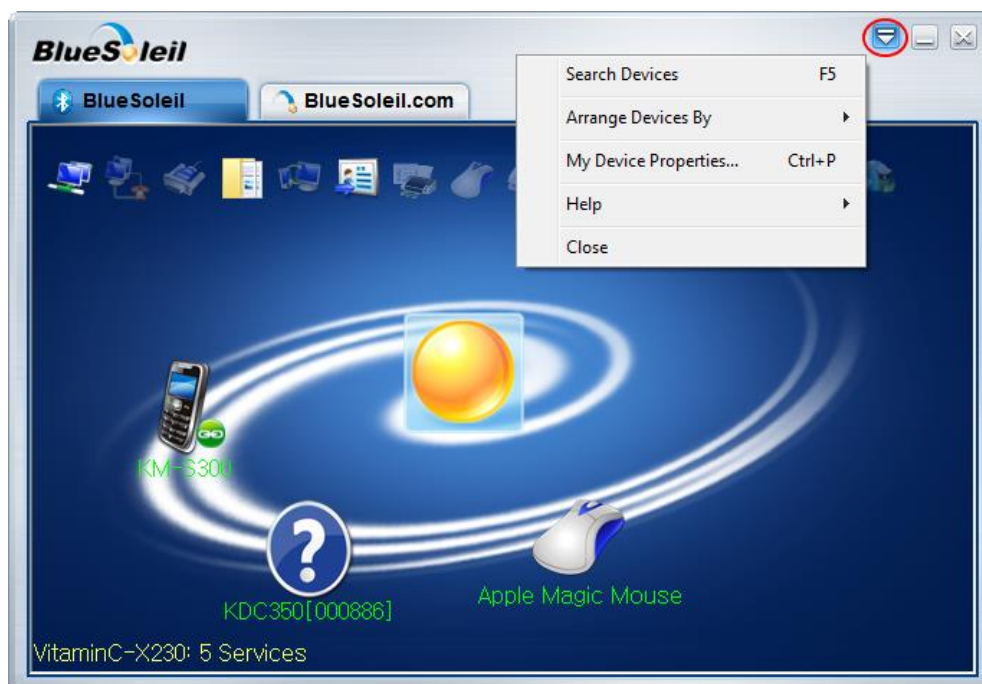 BlueSoleil
BlueSoleil
BlueSoleil.com
Search Devices F5
Arrange Devices By
My Device Properties... Ctrl+P
Help
Close
KM-S300
KDC350[000886]
Apple Magic Mouse
VitaminC-X230: 5 Services